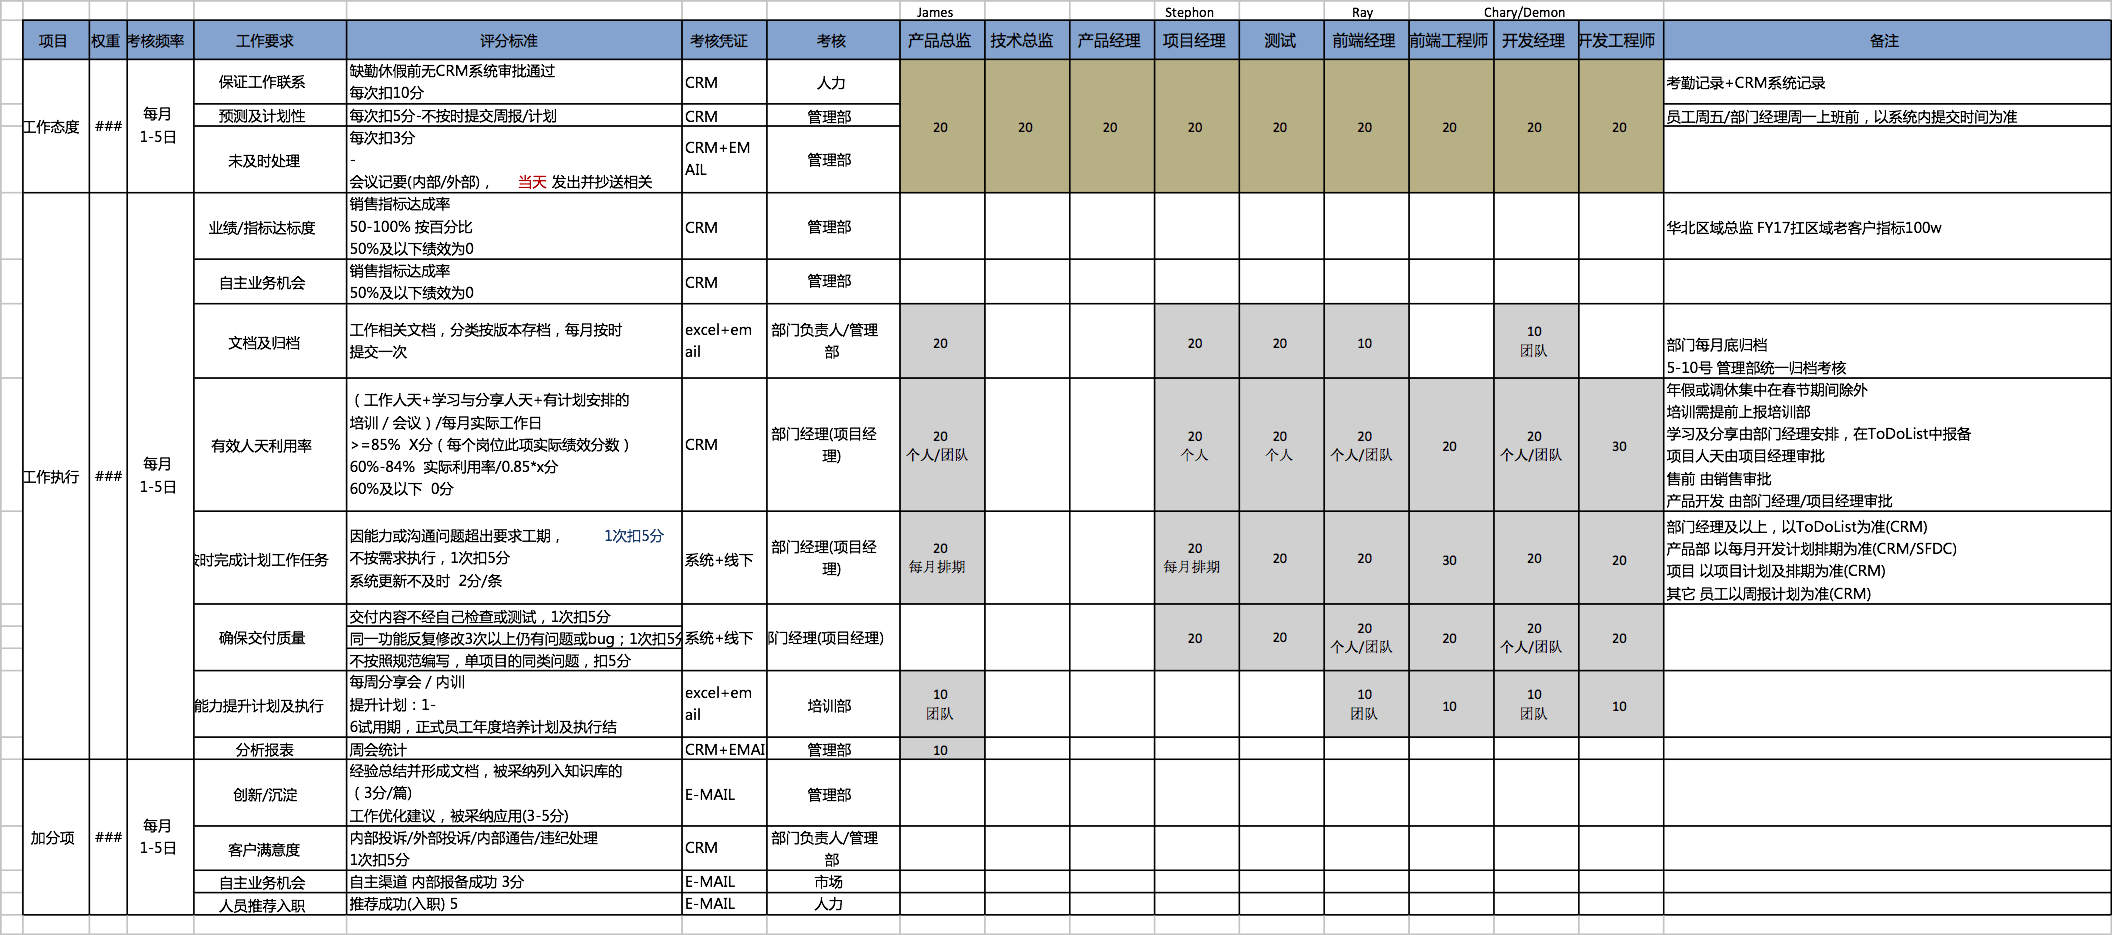 James Stephon Ray Chary/Demon
项目 权重 考核频率 工作要求 评分标准 考核凭证 考核 产品总监 技术总监 产品经理 项目经理 测试 前端经理 前端工程师 开发经理 开发工程师 备注
工作态度 ### 每月
1-5日
保证工作联系
缺勤休假前无CRM系统审批通过
每次扣10分
CRM 人力
20 20 20 20 20 20 20 20 20
考勤记录+CRM系统记录
预测及计划性 每次扣5分-不按时提交周报/计划 CRM 管理部
员工周五/部门经理周一上班前，以系统内提交时间为准
未及时处理
每次扣3分
-
会议记要(内部/外部)， 当天 发出并抄送相关
CRM+EM
AIL
管理部
工作执行 ### 每月
1-5日
业绩/指标达标度
销售指标达成率
50-100% 按百分比
50%及以下绩效为0
CRM 管理部
华北区域总监 FY17扛区域老客户指标100w
自主业务机会
销售指标达成率
50%及以下绩效为0
CRM 管理部
文档及归档
工作相关文档，分类按版本存档，每月按时
提交一次
excel+em
ail
部门负责人/管理
部
20 20 20 10 10
团队
部门每月底归档
5-10号 管理部统一归档考核
有效人天利用率
（工作人天+学习与分享人天+有计划安排的
培训 / 会议）/每月实际工作日
>=85% X分（每个岗位此项实际绩效分数）
60%-84% 实际利用率/0.85*x分
60%及以下 0分
CRM
部门经理(项目经
理)
20
个人/团队
20
个人
20
个人
20
个人/团队
20
20
个人/团队
30
年假或调休集中在春节期间除外
培训需提前上报培训部
学习及分享由部门经理安排，在ToDoList中报备
项目人天由项目经理审批
售前 由销售审批
产品开发 由部门经理/项目经理审批
按时完成计划工作任务
因能力或沟通问题超出要求工期， 1次扣5分
不按需求执行，1次扣5分
系统更新不及时 2分/条
系统+线下
部门经理(项目经
理)
20
每月排期
20
每月排期
20 20 30 20 20
部门经理及以上，以ToDoList为准(CRM)
产品部 以每月开发计划排期为准(CRM/SFDC)
项目 以项目计划及排期为准(CRM)
其它 员工以周报计划为准(CRM)
确保交付质量
交付内容不经自己检查或测试，1次扣5分
同一功能反复修改3次以上仍有问题或bug；1次扣5分
不按照规范编写，单项目的同类问题，扣5分
系统+线下
部门经理(项目经理)
20 20
20
个人/团队
20
20
个人/团队
20
能力提升计划及执行
每周分享会 / 内训
提升计划：1-
6试用期，正式员工年度培养计划及执行结
excel+em
ail
培训部
10
团队
10
团队
10
10
团队
10
分析报表 周会统计 CRM+EMAI 管理部 10
加分项 ### 每月
1-5日
创新/沉淀
经验总结并形成文档，被采纳列入知识库的
（3分/篇)
工作优化建议，被采纳应用(3-5分)
E-MAIL 管理部
客户满意度
内部投诉/外部投诉/内部通告/违纪处理
1次扣5分
CRM
部门负责人/管理
部
自主业务机会 自主渠道 内部报备成功 3分 E-MAIL 市场
人员推荐入职 推荐成功(入职) 5 E-MAIL 人力